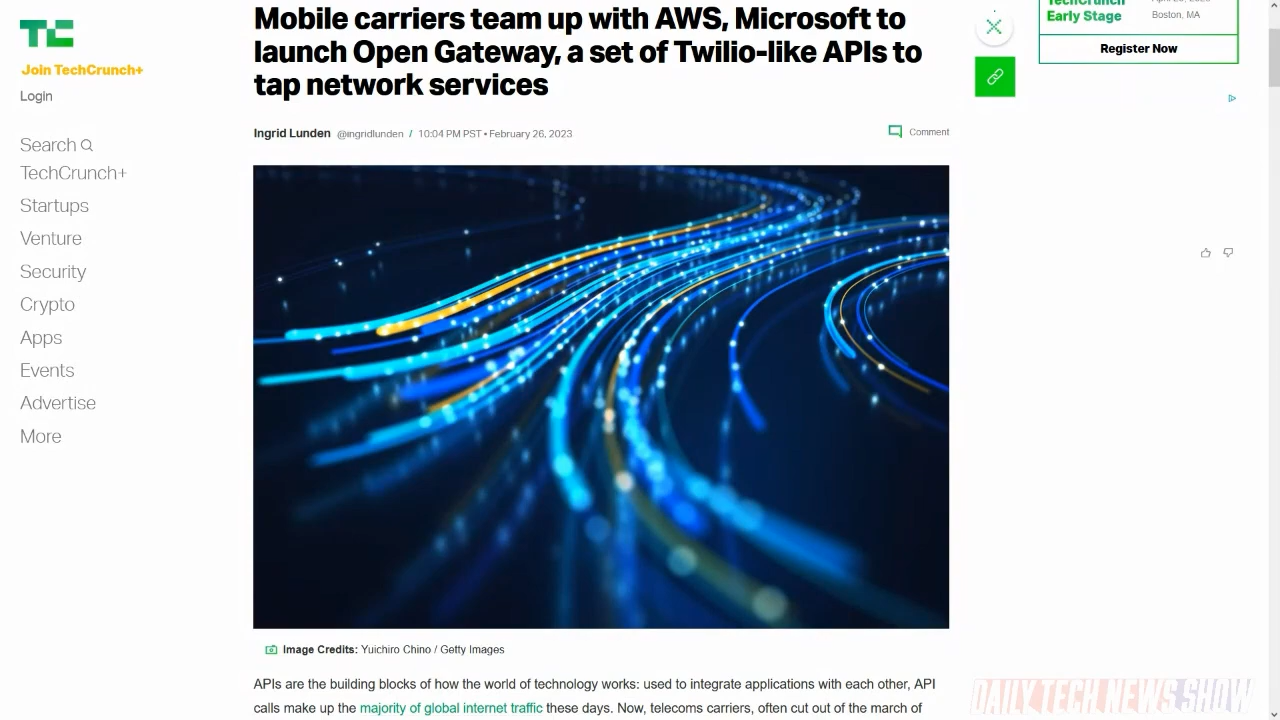 TC
Join TechCrunch+
Login
Search
TechCrunch+
Startups
Venture
Security
Crypto
Apps
Events
Advertise
More
Mobile carriers team up with AWS, Microsoft to
launch Open Gateway, a set of Twilio-like APIs to
tap network services
Ingrid Lunden @ingridlunden / 10:04 PM PST • February 26, 2023
Comment
Image Credits: Yuichiro Chino / Getty Images
APIs are the building blocks of how the world of technology works: used to integrate applications with each other, API
calls make up the majority of global internet traffic these days. Now, telecoms carriers, often cut out of the march of
TechCrunch
Early Stage
Boston, MA
Register Now
DAILY TECH NEWS SHOW